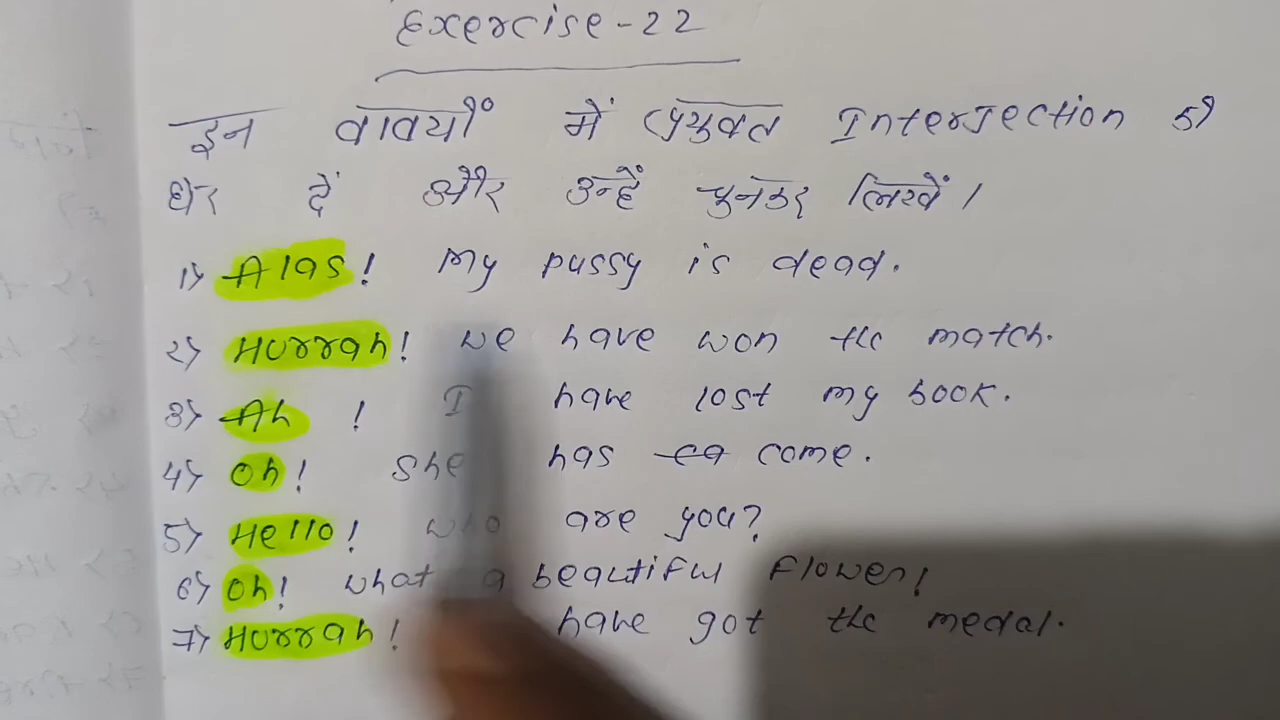 Exercise-22
इन वाक्यों में प्रयुक्त Interjection को
घेर दें और उन्हें चुनकर लिखें।
1) Alas! My pussy is dead.
2) Hurrah! we have won the match.
3) Ah ! I have lost my book.
4) Oh! She has come.
5) Hello! who are you?
6) Oh! what a beautiful flower!
7) Hurrah! have got the medal.